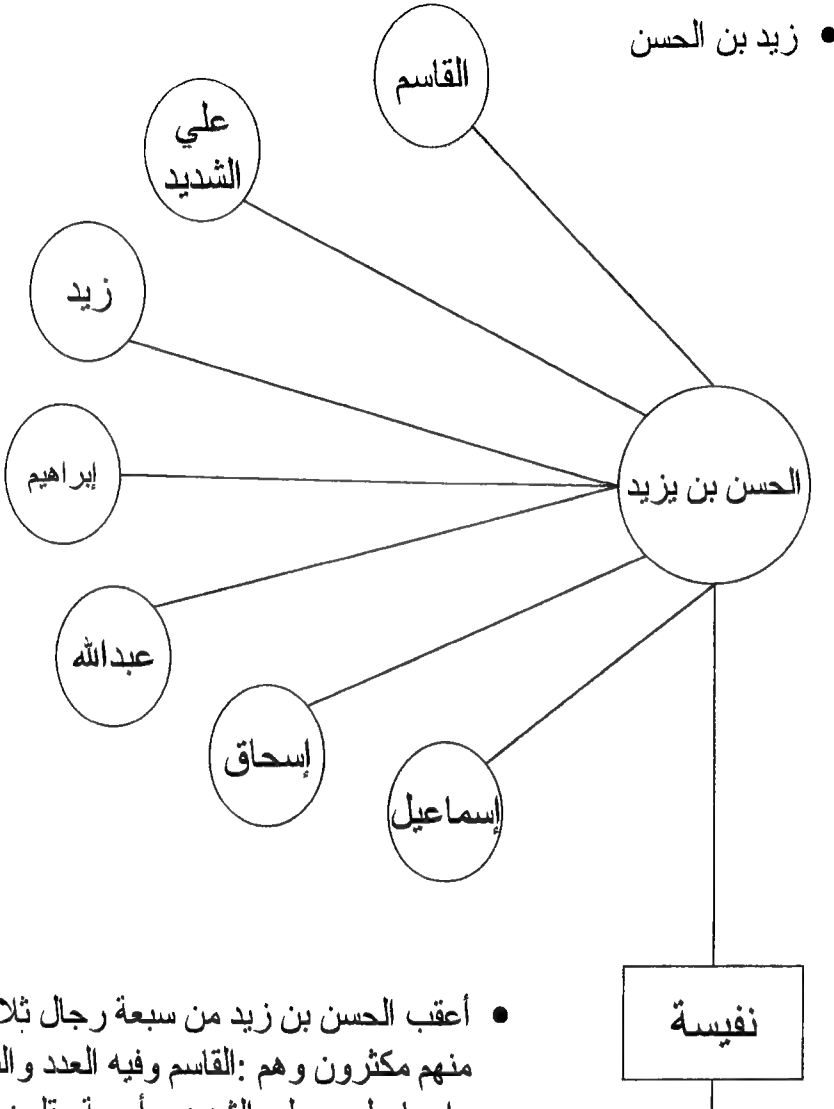 زيد بن الحسن
القاسم
علي
الشديد
زيد
إبراهيم
الحسن بن يزيد
عبدالله
إسحاق
إسماعيل
نفيسة
أعقب الحسن بن زيد من سبعة رجال
منهم مكثرون وهم :القاسم وفيه العدد